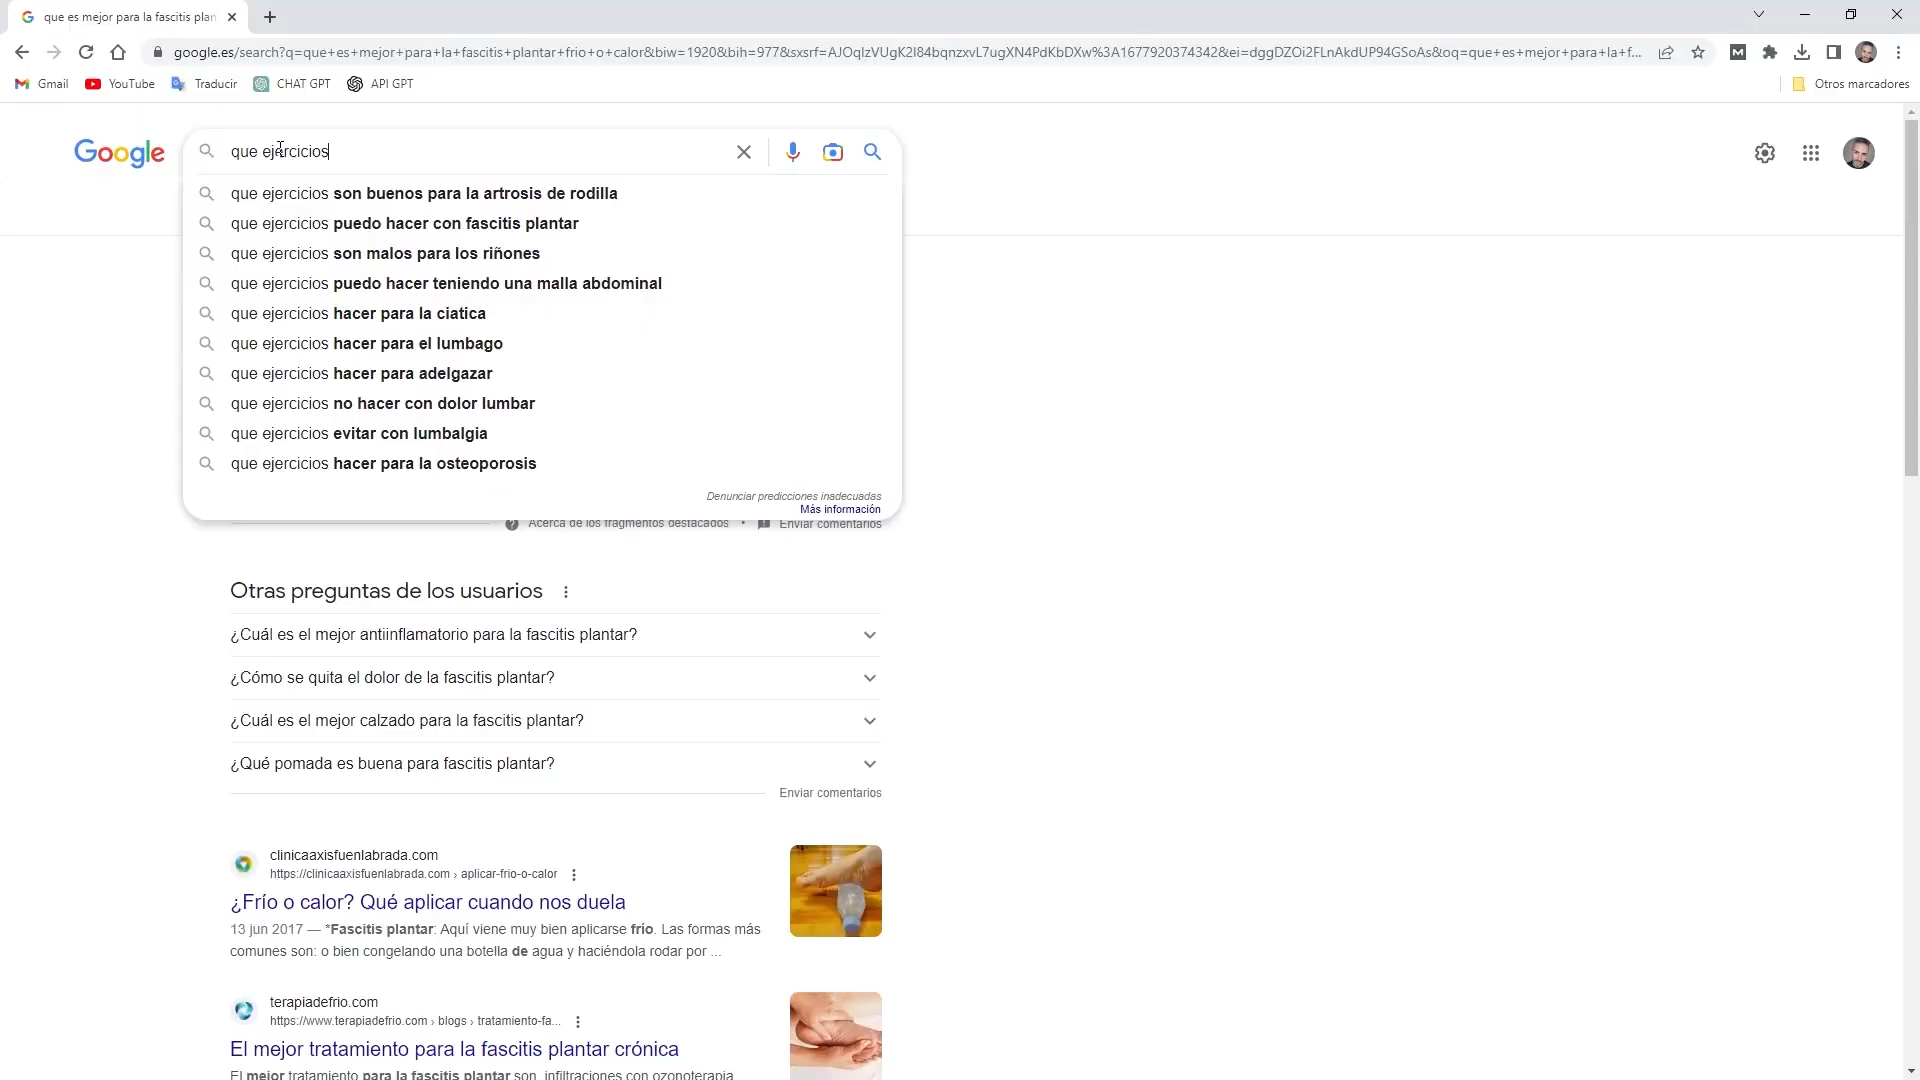 que es mejor para la fascitis plan
google.es/search?q=que+es+mejor+para+la+fascitis+plantar+frio+o+calor&biw=1920&bih=977&sxsrf=AJOqlzVUgK2I84bqnzxvL7ugXN4PdKbDXw%3A1677920374342&ei=dggDZOi2FLnAkdUP94GSoAs&oq=que+es+mejor+para+la+f...
Gmail
YouTube
Traducir
CHAT GPT
API GPT
Otros marcadores
Google
que ejercicios
que ejercicios son buenos para la artrosis de rodilla
que ejercicios puedo hacer con fascitis plantar
que ejercicios son malos para los riñones
que ejercicios puedo hacer teniendo una malla abdominal
que ejercicios hacer para la ciatica
que ejercicios hacer para el lumbago
que ejercicios hacer para adelgazar
que ejercicios no hacer con dolor lumbar
que ejercicios evitar con lumbalgia
que ejercicios hacer para la osteoporosis
Denunciar predicciones inadecuadas
Más información
Acerca de los fragmentos destacados • Enviar comentarios
Otras preguntas de los usuarios
¿Cuál es el mejor antiinflamatorio para la fascitis plantar?
¿Cómo se quita el dolor de la fascitis plantar?
¿Cuál es el mejor calzado para la fascitis plantar?
¿Qué pomada es buena para fascitis plantar?
Enviar comentarios
clinicaaxisfuenlabrada.com
https://clinicaaxisfuenlabrada.com › aplicar-frio-o-calor
¿Frío o calor? Qué aplicar cuando nos duela
13 jun 2017 — *Fascitis plantar: Aquí viene muy bien aplicarse frío. Las formas más
comunes son: o bien congelando una botella de agua y haciéndola rodar por ...
terapiadefrio.com
https://www.terapiadefrio.com › blogs › tratamiento-fa...
El mejor tratamiento para la fascitis plantar crónica
El mejor tratamiento para la fascitis plantar son, infiltraciones con ozonoterapia